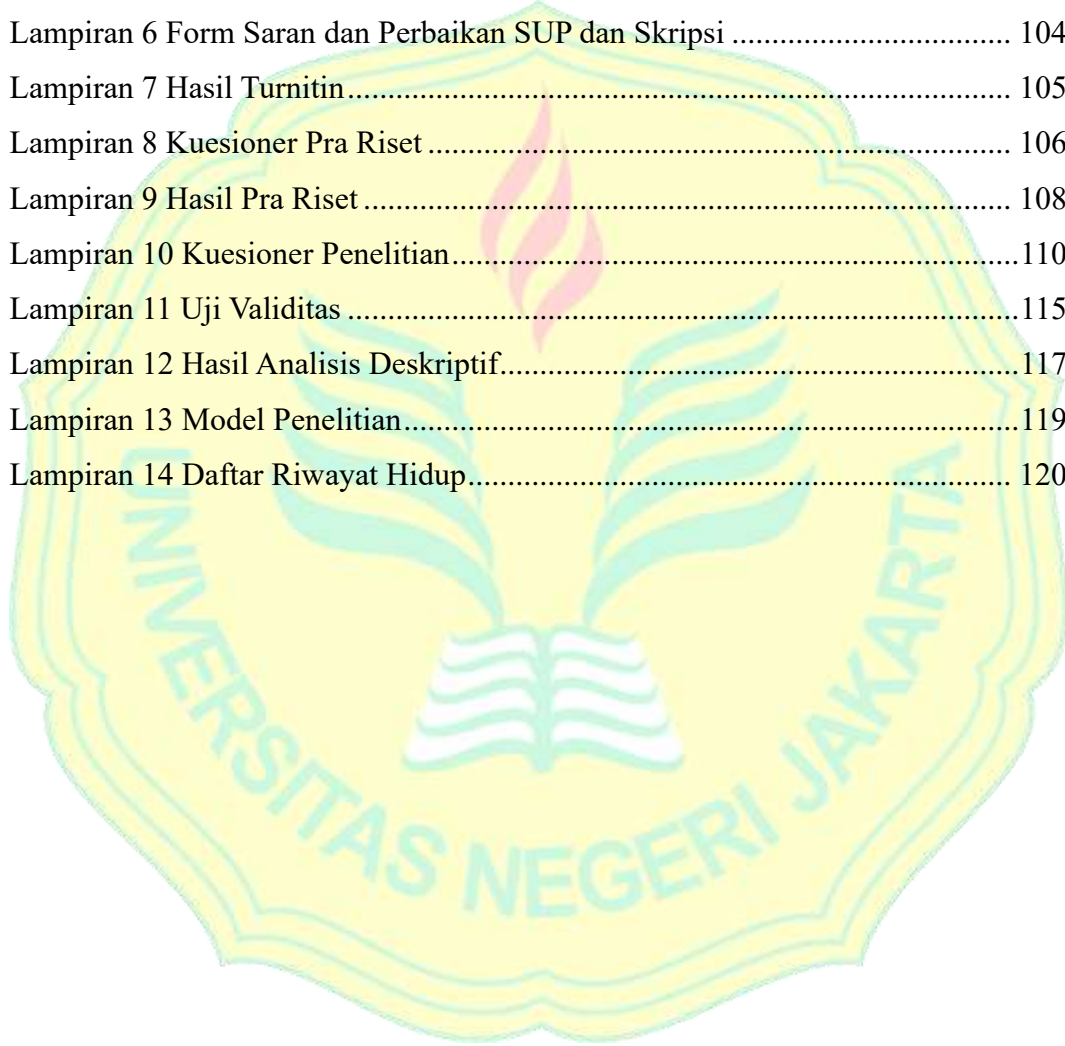 Lampiran 6 Form Saran dan Perbaikan SUP dan Skripsi .................................. 104
Lampiran 7 Hasil Turnitin.................................................................................. 105
Lampiran 8 Kuesioner Pra Riset ........................................................................ 106
Lampiran 9 Hasil Pra Riset ................................................................................ 108
Lampiran 10 Kuesioner Penelitian......................................................................110
Lampiran 11 Uji Validitas ...................................................................................115
Lampiran 12 Hasil Analisis Deskriptif................................................................117
Lampiran 13 Model Penelitian............................................................................119
Lampiran 14 Daftar Riwayat Hidup................................................................... 120
UNIVERSITAS NEGERI JAKARTA